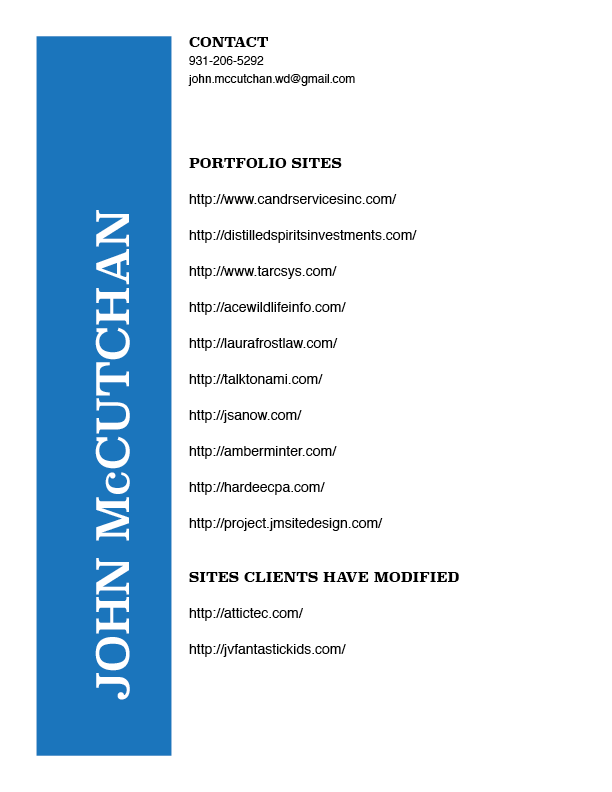 JOHN McCUTCHAN
CONTACT
931-206-5292
john.mccutchan.wd@gmail.com
PORTFOLIO SITES
http://www.candrservicesinc.com/
http://distilledspiritsinvestments.com/
http://www.tarcsys.com/
http://acewildlifeinfo.com/
http://laurafrostlaw.com/
http://talktonami.com/
http://jsanow.com/
http://amberminter.com/
http://hardeecpa.com/
http://project.jmsitedesign.com/
SITES CLIENTS HAVE MODIFIED
http://attictec.com/
http://jvfantastickids.com/